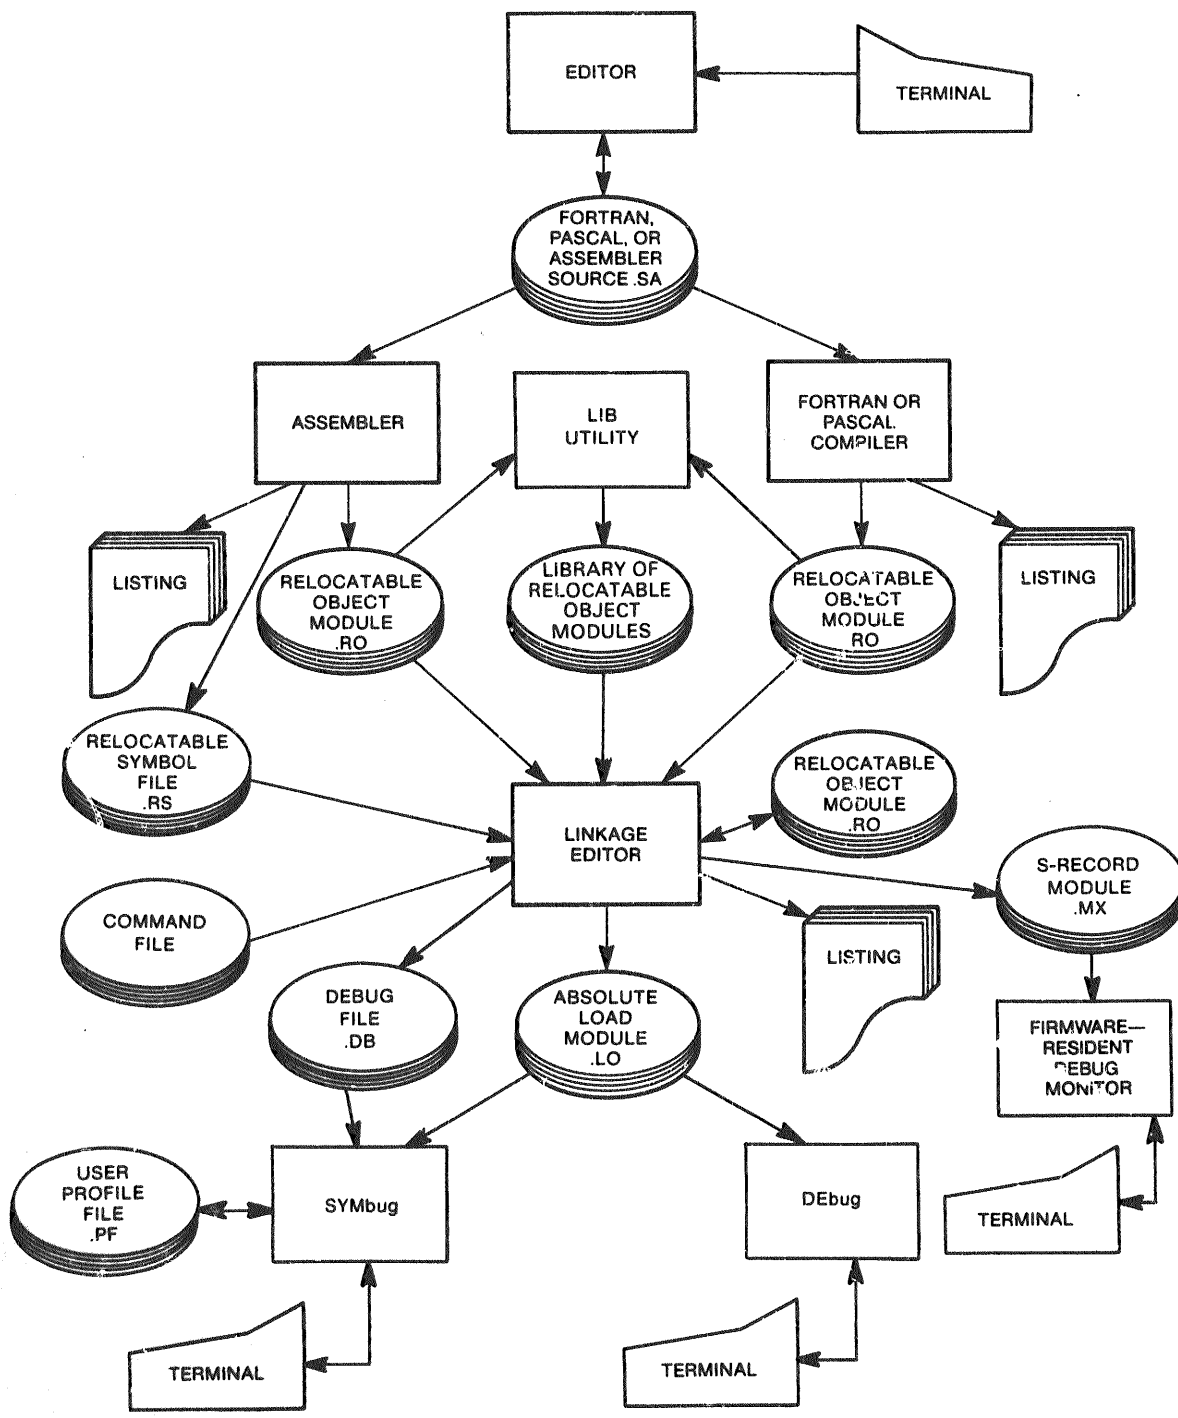 EDITOR
TERMINAL
FORTRAN,
PASCAL, OR
ASSEMBLER
SOURCE .SA
ASSEMBLER
LIB
UTILITY
FORTRAN OR
PASCAL
COMPILER
LISTING
RELOCATABLE
OBJECT
MODULE
.RO
LIBRARY OF
RELOCATABLE
OBJECT
MODULES
RELOCATABLE
OBJECT
MODULE
.RO
LISTING
RELOCATABLE
SYMBOL
FILE
.RS
LINKAGE
EDITOR
RELOCATABLE
OBJECT
MODULE
.RO
S-RECORD
MODULE
.MX
COMMAND
FILE
LISTING
DEBUG
FILE
.DB
ABSOLUTE
LOAD
MODULE
.LO
FIRMWARE—
RESIDENT
DEBUG
MONITOR
USER
PROFILE
FILE
.PF
SYMbug
DEbug
TERMINAL
TERMINAL
TERMINAL